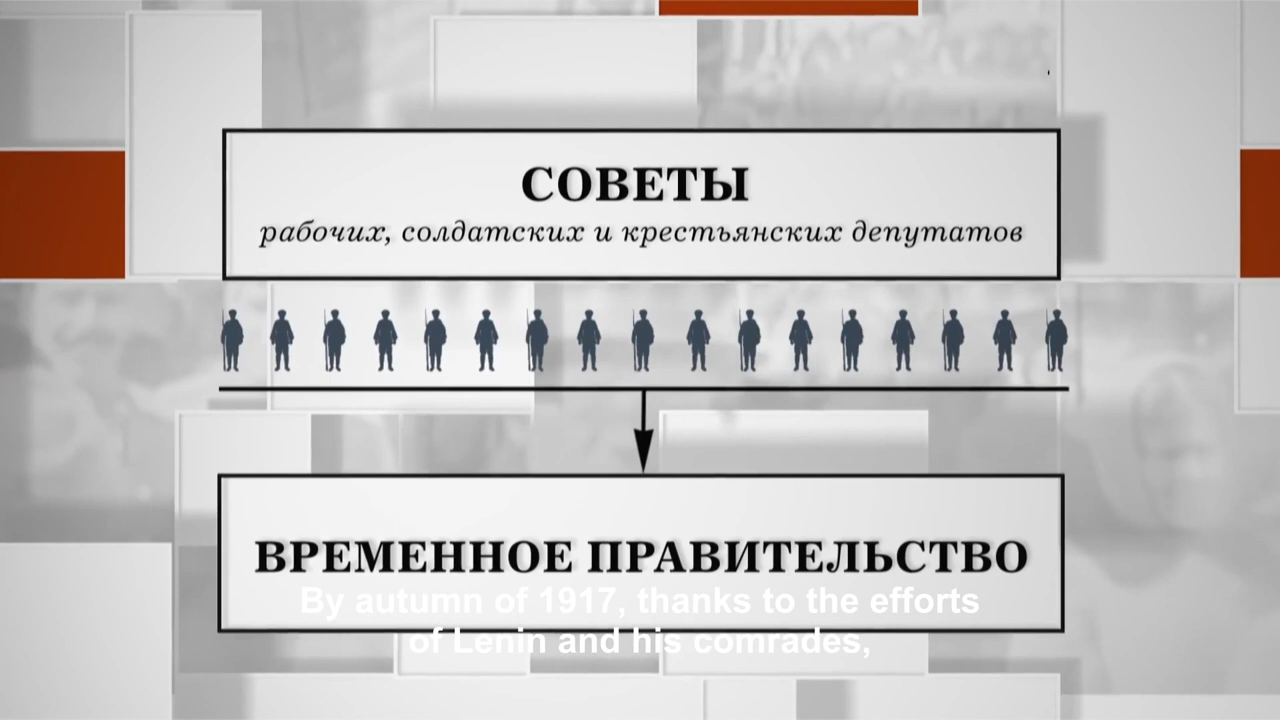 СОВЕТЫ
рабочих, солдатских и крестьянских депутатов
ВРЕМЕННОЕ ПРАВИТЕЛЬСТВО
By autumn of 1917, thanks to the efforts
of Lenin and his comrades,